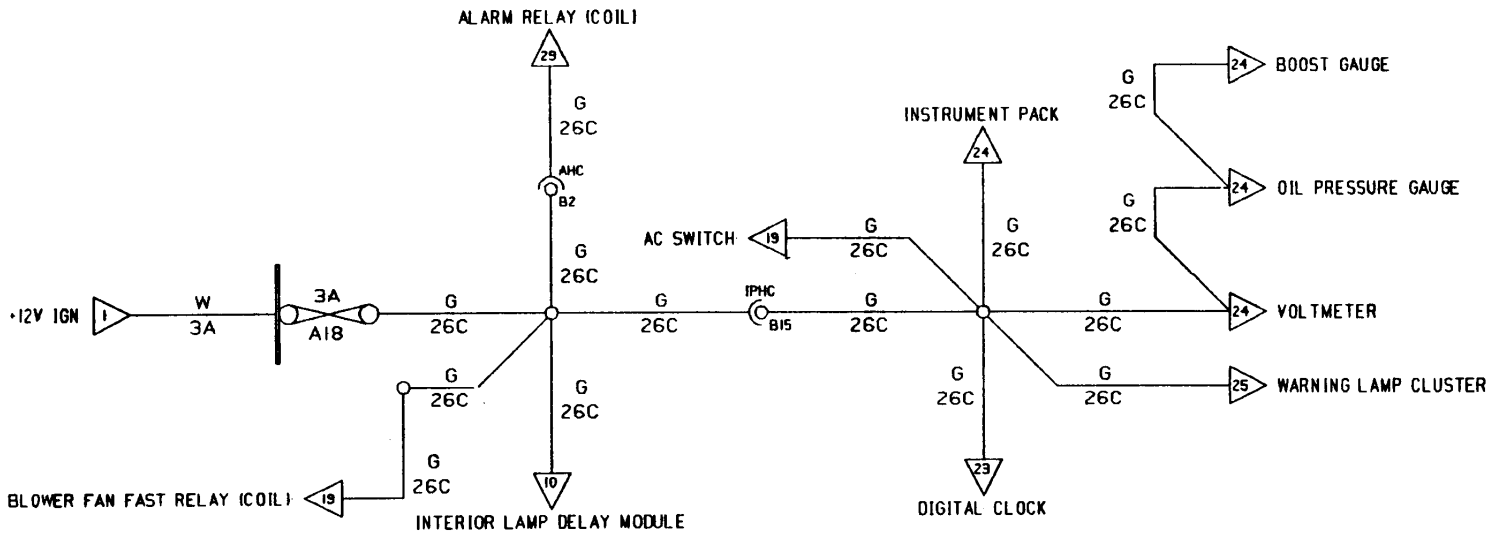 ALARM RELAY (COIL)
29
G
26C
AHC
B2
G
26C
+12V IGN
1
W
3A
3A
A18
G
26C
G
26C
IPHC
B15
G
26C
G
26C
BLOWER FAN FAST RELAY (COIL)
19
G
26C
G
26C
10
INTERIOR LAMP DELAY MODULE
AC SWITCH
19
G
26C
INSTRUMENT PACK
24
G
26C
G
26C
23
DIGITAL CLOCK
G
26C
24
BOOST GAUGE
G
26C
24
OIL PRESSURE GAUGE
G
26C
24
VOLTMETER
G
26C
25
WARNING LAMP CLUSTER